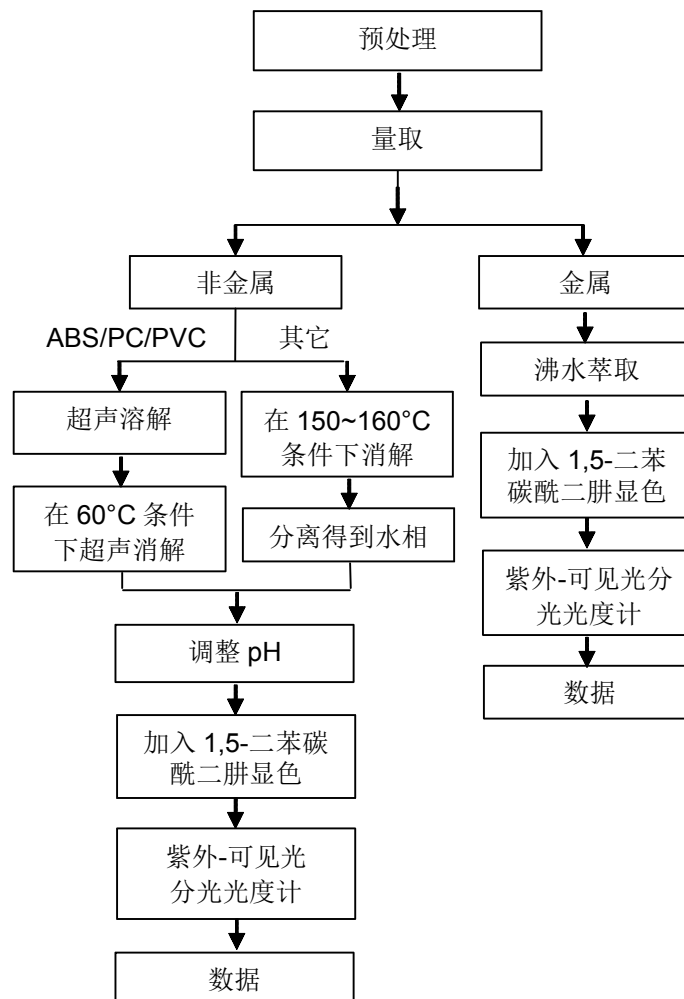 预处理
量取
非金属
金属
ABS/PC/PVC
其它
沸水萃取
超声溶解
在 150~160°C
条件下消解
加入 1,5-二苯
碳酰二肼显色
在 60°C 条件
下超声消解
分离得到水相
紫外-可见光分
光光度计
调整 pH
数据
加入 1,5-二苯碳
酰二肼显色
紫外-可见光
分光光度计
数据